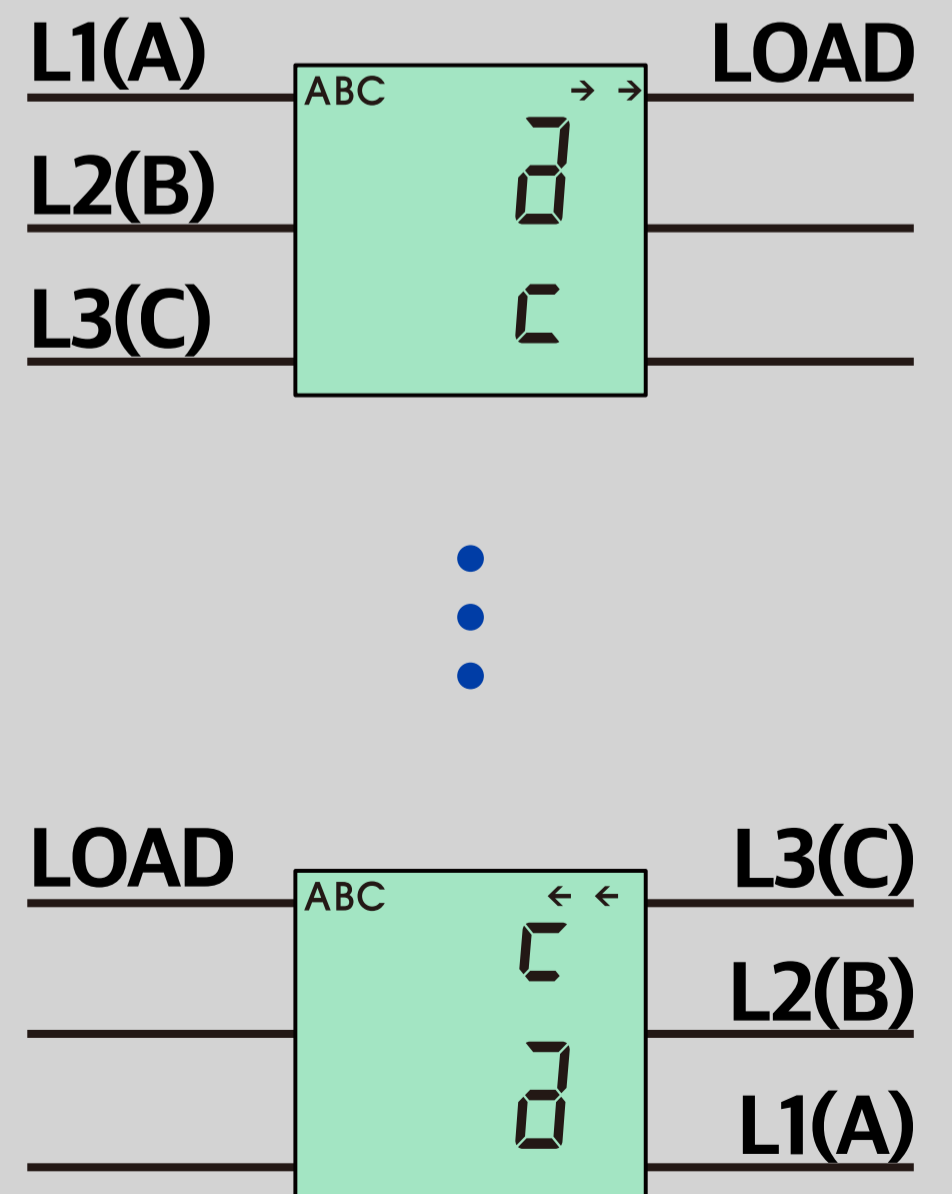 L1(A)
LOAD
ABC → →
L2(B)
a
L3(C)
c
LOAD
L3(C)
ABC ← ←
c
L2(B)
a
L1(A)